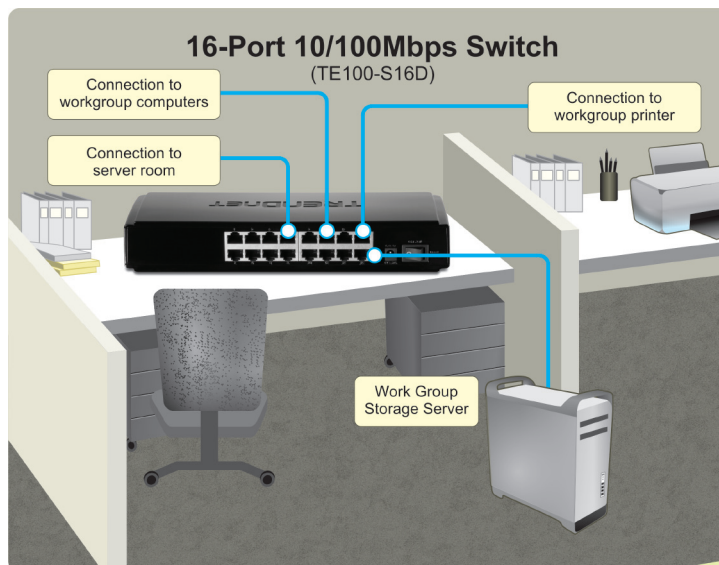 16-Port 10/100Mbps Switch
(TE100-S16D)
Connection to
workgroup computers
Connection to
workgroup printer
Connection to
server room
TRENDnet
Work Group
Storage Server